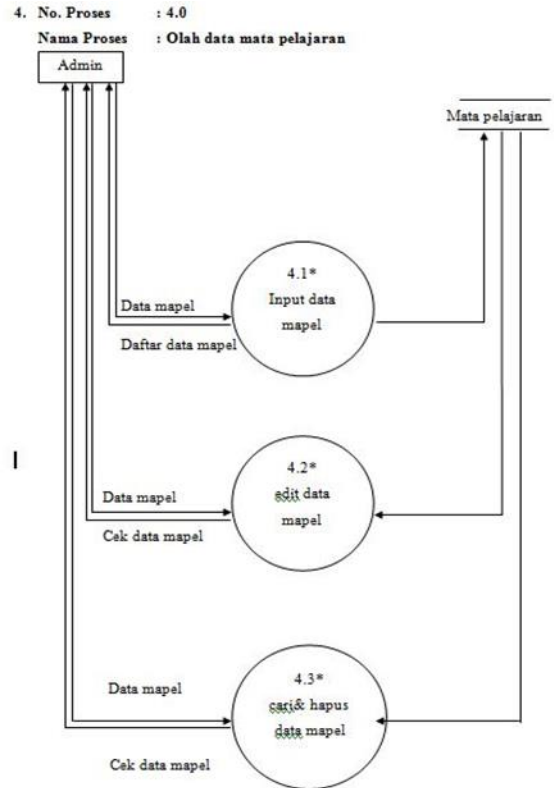 4. No. Proses : 4.0
Nama Proses : Olah data mata pelajaran
Admin
Mata pelajaran
4.1*
Input data
mapel
Data mapel
Daftar data mapel
4.2*
edit data
mapel
Data mapel
Cek data mapel
4.3*
cari& hapus
data mapel
Data mapel
Cek data mapel